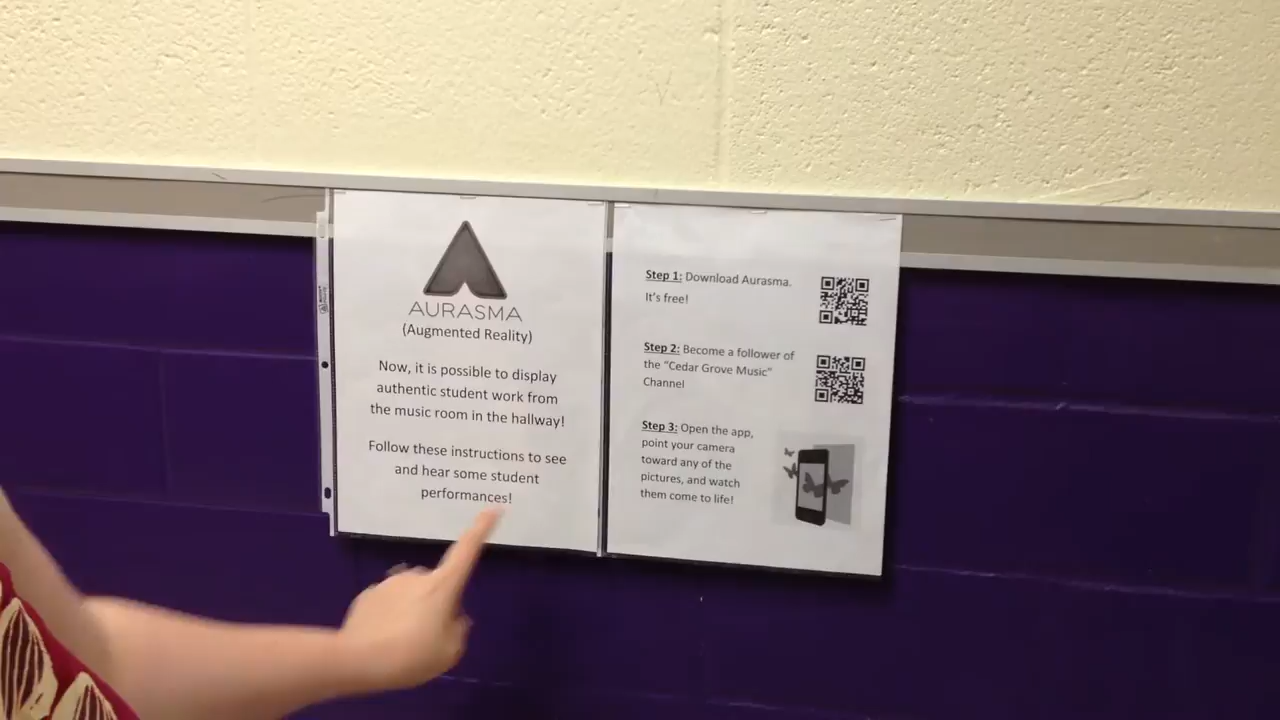 AURASMA
(Augmented Reality)
Now, it is possible to display
authentic student work from
the music room in the hallway!
Follow these instructions to see
and hear some student
performances!
Step 1: Download Aurasma.
It's free!
Step 2: Become a follower of
the "Cedar Grove Music"
Channel
Step 3: Open the app,
point your camera
toward any of the
pictures, and watch
them come to life!